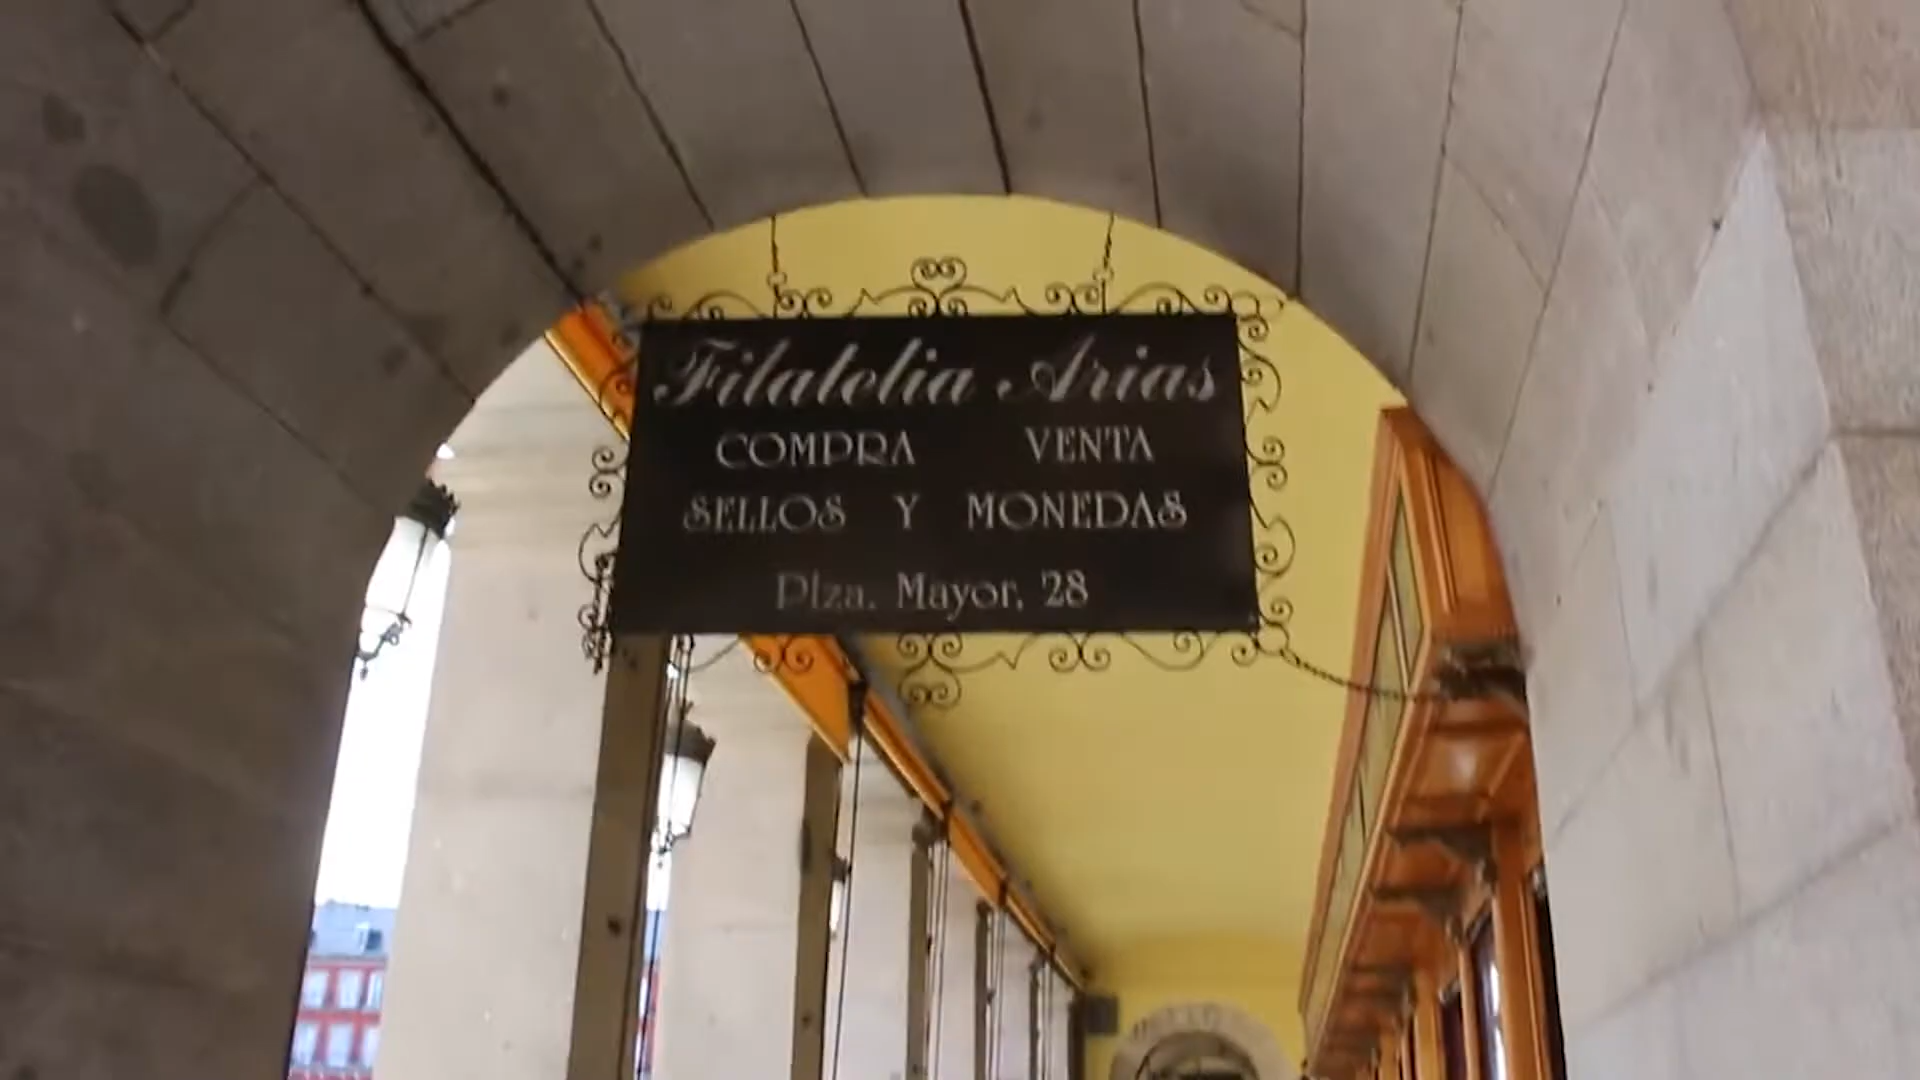 Filatelia Arias
COMPRA VENTA
SELLOS Y MONEDAS
Plza. Mayor, 28